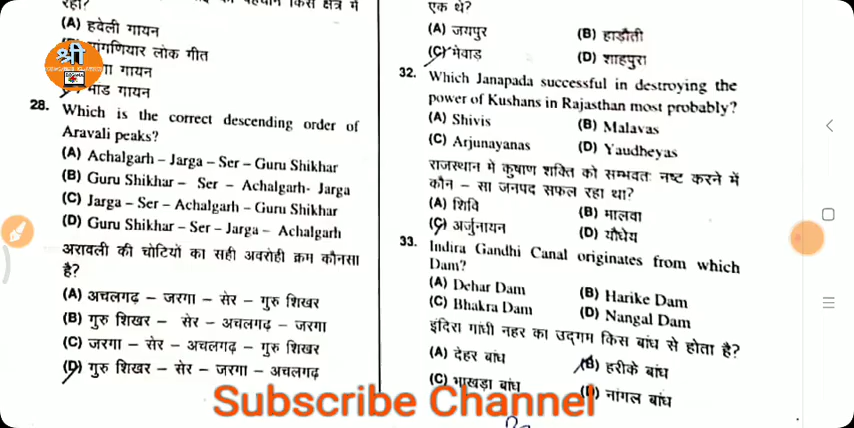 रहा?
(A) हवेली गायन
मांगणियार लोक गीत
गायन
मांड गायन
श्री
28. Which is the correct descending order of
Aravali peaks?
(A) Achalgarh – Jarga – Ser – Guru Shikhar
(B) Guru Shikhar – Ser – Achalgarh- Jarga
(C) Jarga – Ser – Achalgarh – Guru Shikhar
(D) Guru Shikhar – Ser – Jarga – Achalgarh
अरावली की चोटियों का सही अवरोही क्रम कौनसा
है?
(A) अचलगढ़ – जरगा – सेर – गुरु शिखर
(B) गुरु शिखर – सेर – अचलगढ़ – जरगा
(C) जरगा – सेर – अचलगढ़ – गुरु शिखर
(D) गुरु शिखर – सेर – जरगा – अचलगढ़
एक थे?
(A) जयपुर
(B) हाड़ौती
(C) मेवाड़
(D) शाहपुरा
32. Which Janapada successful in destroying the
power of Kushans in Rajasthan most probably?
(A) Shivis
(B) Malavas
(C) Arjunayanas
(D) Yaudheyas
राजस्थान मे कुषाण शक्ति को सम्भवतः नष्ट करने में
कौन – सा जनपद सफल रहा था?
(A) शिवि
(B) मालवा
(C) अर्जुनायन
(D) यौधेय
33. Indira Gandhi Canal originates from which
Dam?
(A) Dehar Dam
(B) Harike Dam
(C) Bhakra Dam
(D) Nangal Dam
इंदिरा गांधी नहर का उद्गम किस बांध से होता है?
(A) देहर बांध
(B) हरीके बांध
(C) भाखड़ा बांध
(D) नांगल बांध
Subscribe Channel